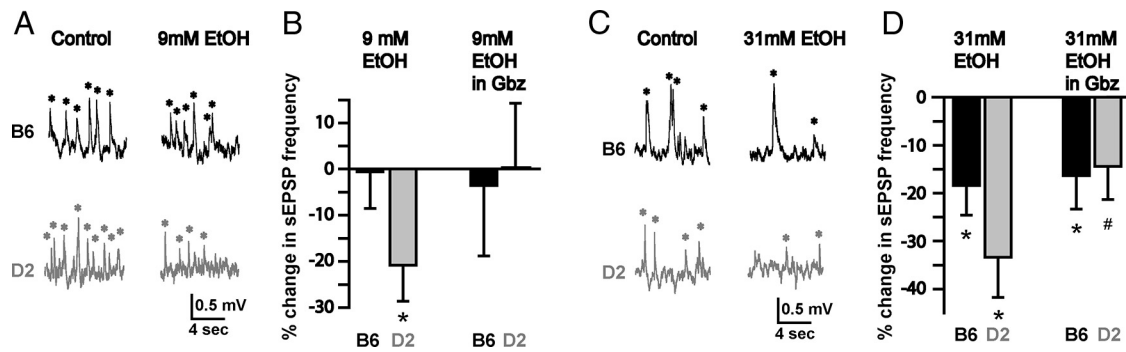 A
Control
9mM EtOH
B6
D2
0.5 mV
4 sec
B
9 mM
EtOH
9mM
EtOH
in Gbz
% change in sEPSP frequency
10
0
-10
-20
-30
*
B6 D2
B6 D2
C
Control
31mM EtOH
B6
D2
0.5 mV
4 sec
D
31mM
EtOH
31mM
EtOH
in Gbz
% change in sEPSP frequency
0
-10
-20
-30
-40
*
*
*
#
B6 D2
B6 D2